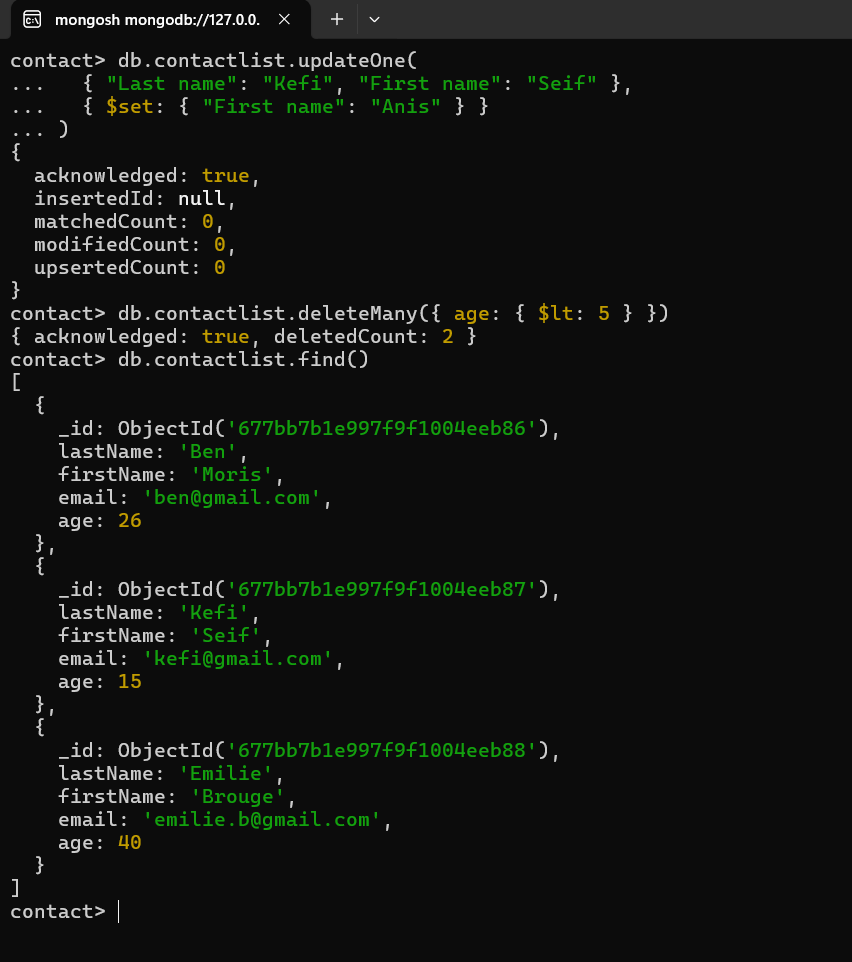 mongosh mongodb://127.0.0.
contact> db.contactlist.updateOne(
...   { "Last name": "Kefi", "First name": "Seif" },
...   { $set: { "First name": "Anis" } }
... )
{
  acknowledged: true,
  insertedId: null,
  matchedCount: 0,
  modifiedCount: 0,
  upsertedCount: 0
}
contact> db.contactlist.deleteMany({ age: { $lt: 5 } })
{ acknowledged: true, deletedCount: 2 }
contact> db.contactlist.find()
[
  {
    _id: ObjectId('677bb7b1e997f9f1004eeb86'),
    lastName: 'Ben',
    firstName: 'Moris',
    email: 'ben@gmail.com',
    age: 26
  },
  {
    _id: ObjectId('677bb7b1e997f9f1004eeb87'),
    lastName: 'Kefi',
    firstName: 'Seif',
    email: 'kefi@gmail.com',
    age: 15
  },
  {
    _id: ObjectId('677bb7b1e997f9f1004eeb88'),
    lastName: 'Emilie',
    firstName: 'Brouge',
    email: 'emilie.b@gmail.com',
    age: 40
  }
]
contact>